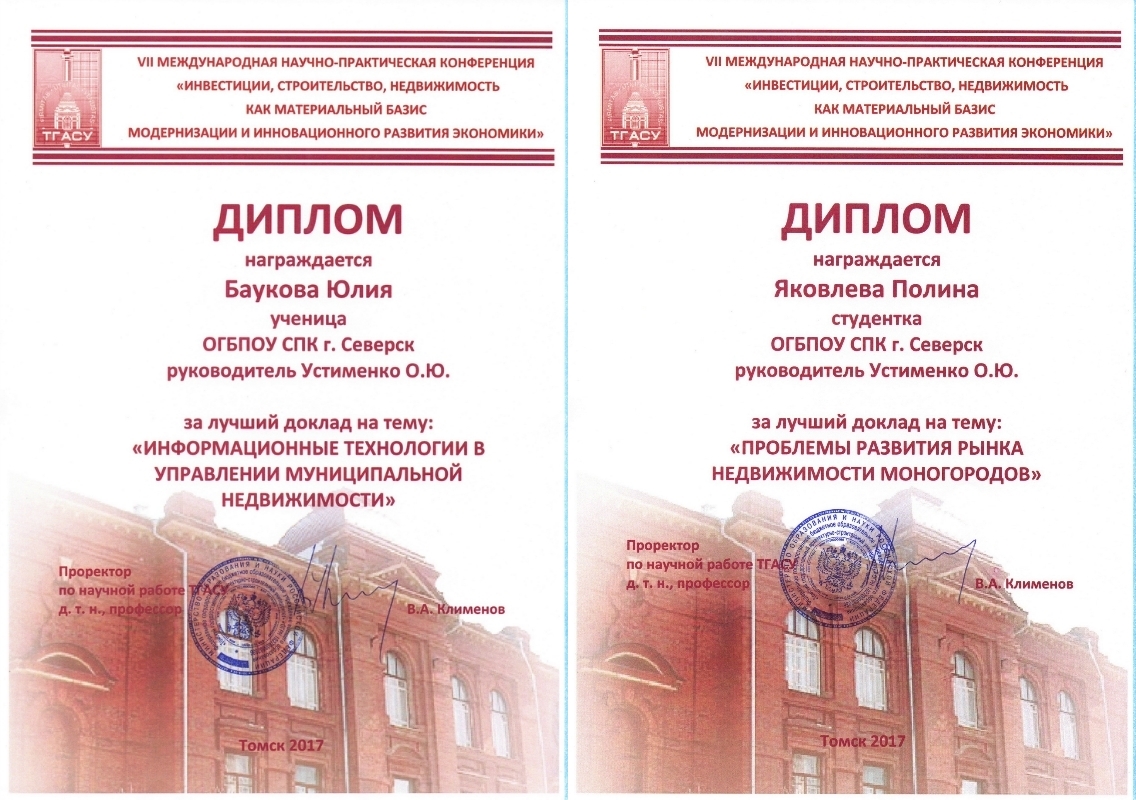 VII МЕЖДУНАРОДНАЯ НАУЧНО-ПРАКТИЧЕСКАЯ КОНФЕРЕНЦИЯ
«ИНВЕСТИЦИИ, СТРОИТЕЛЬСТВО, НЕДВИЖИМОСТЬ
КАК МАТЕРИАЛЬНЫЙ БАЗИС
МОДЕРНИЗАЦИИ И ИННОВАЦИОННОГО РАЗВИТИЯ ЭКОНОМИКИ»
ТГАСУ
ДИПЛОМ
награждается
Баукова Юлия
ученица
ОГБПОУ СПК г. Северск
руководитель Устименко О.Ю.
за лучший доклад на тему:
«ИНФОРМАЦИОННЫЕ ТЕХНОЛОГИИ В
УПРАВЛЕНИИ МУНИЦИПАЛЬНОЙ
НЕДВИЖИМОСТИ»
Проректор
по научной работе ТГАСУ
д. т. н., профессор
В.А. Клименов
Томск 2017
VII МЕЖДУНАРОДНАЯ НАУЧНО-ПРАКТИЧЕСКАЯ КОНФЕРЕНЦИЯ
«ИНВЕСТИЦИИ, СТРОИТЕЛЬСТВО, НЕДВИЖИМОСТЬ
КАК МАТЕРИАЛЬНЫЙ БАЗИС
МОДЕРНИЗАЦИИ И ИННОВАЦИОННОГО РАЗВИТИЯ ЭКОНОМИКИ»
ТГАСУ
ДИПЛОМ
награждается
Яковлева Полина
студентка
ОГБПОУ СПК г. Северск
руководитель Устименко О.Ю.
за лучший доклад на тему:
«ПРОБЛЕМЫ РАЗВИТИЯ РЫНКА
НЕДВИЖИМОСТИ МОНОГОРОДОВ»
Проректор
по научной работе ТГАСУ
д. т. н., профессор
В.А. Клименов
Томск 2017